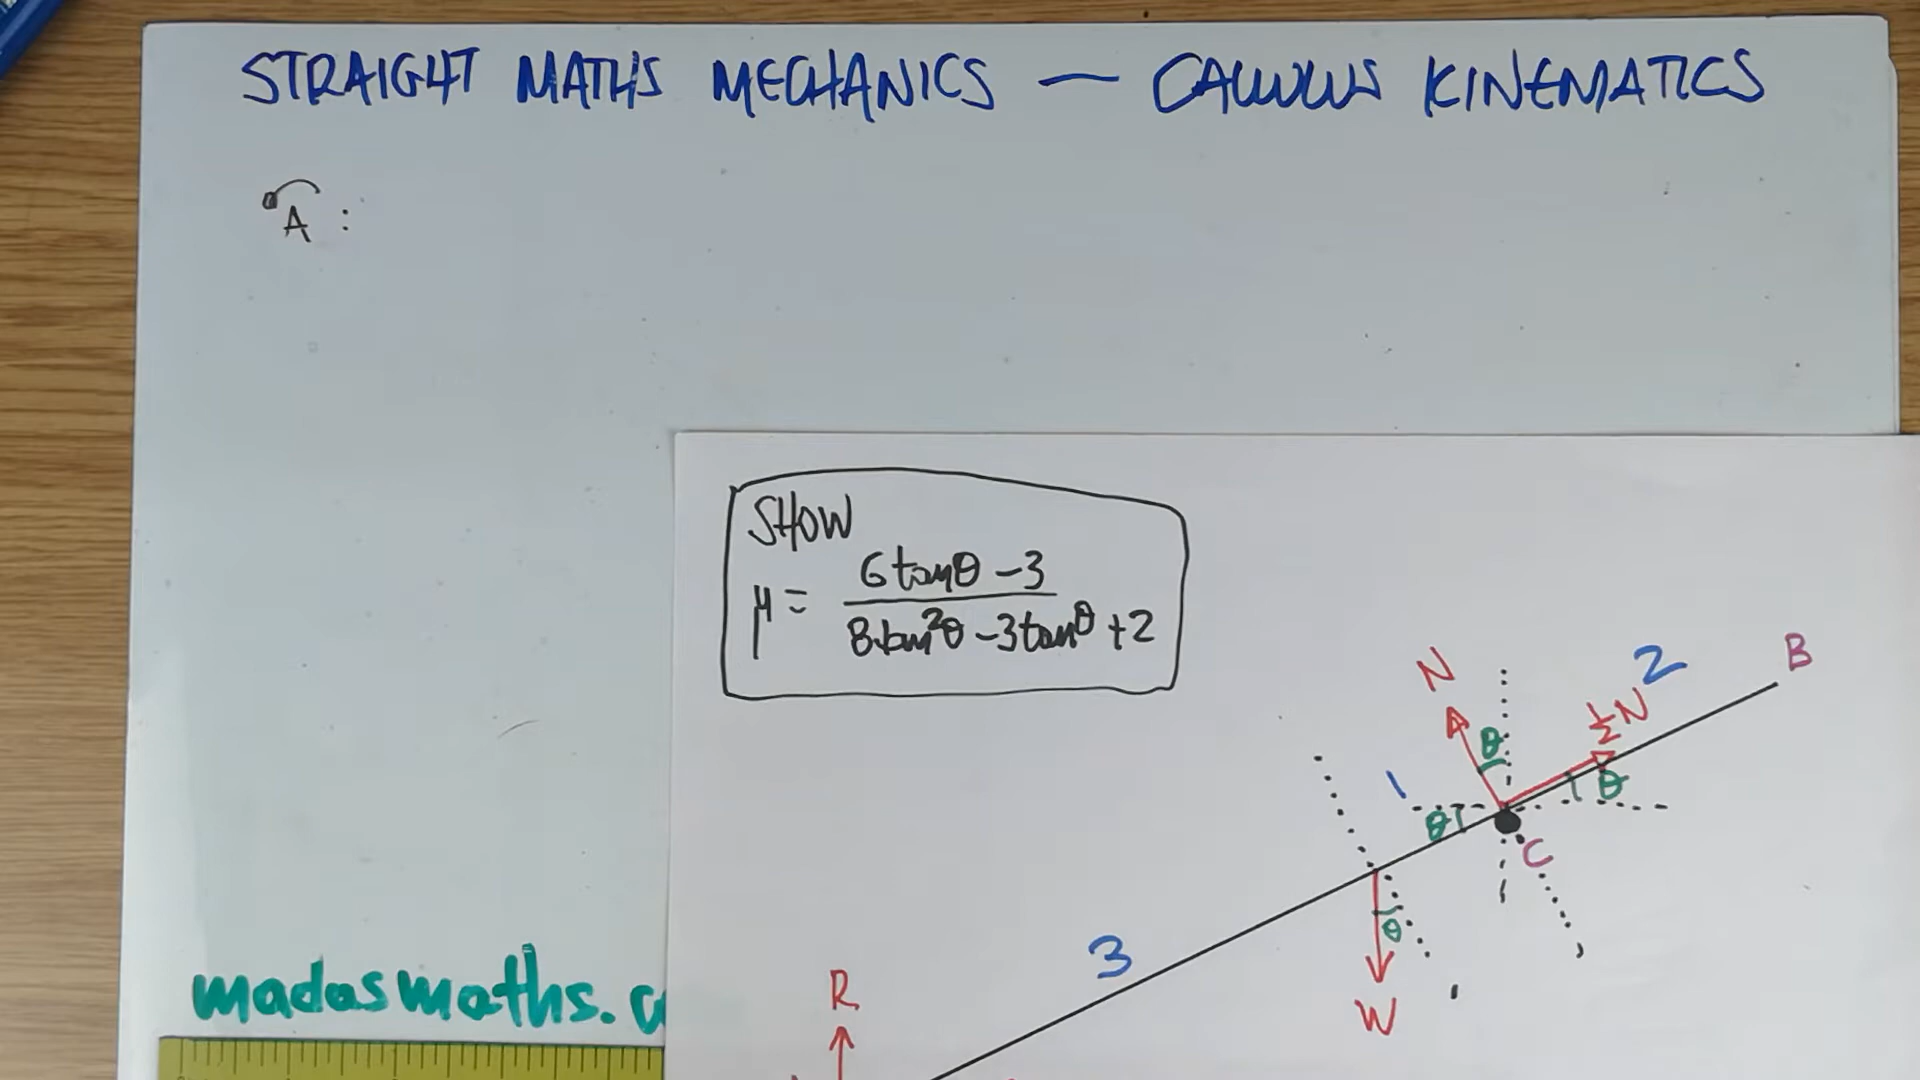 STRAIGHT MATHS MECHANICS — CALCULUS KINEMATICS
A :
SHOW
μ = (6tanθ - 3) / (8tan²θ - 3tanθ + 2)
N
2
B
½N
θ
1
θ
θ
C
θ
3
W
R
madasmaths.c